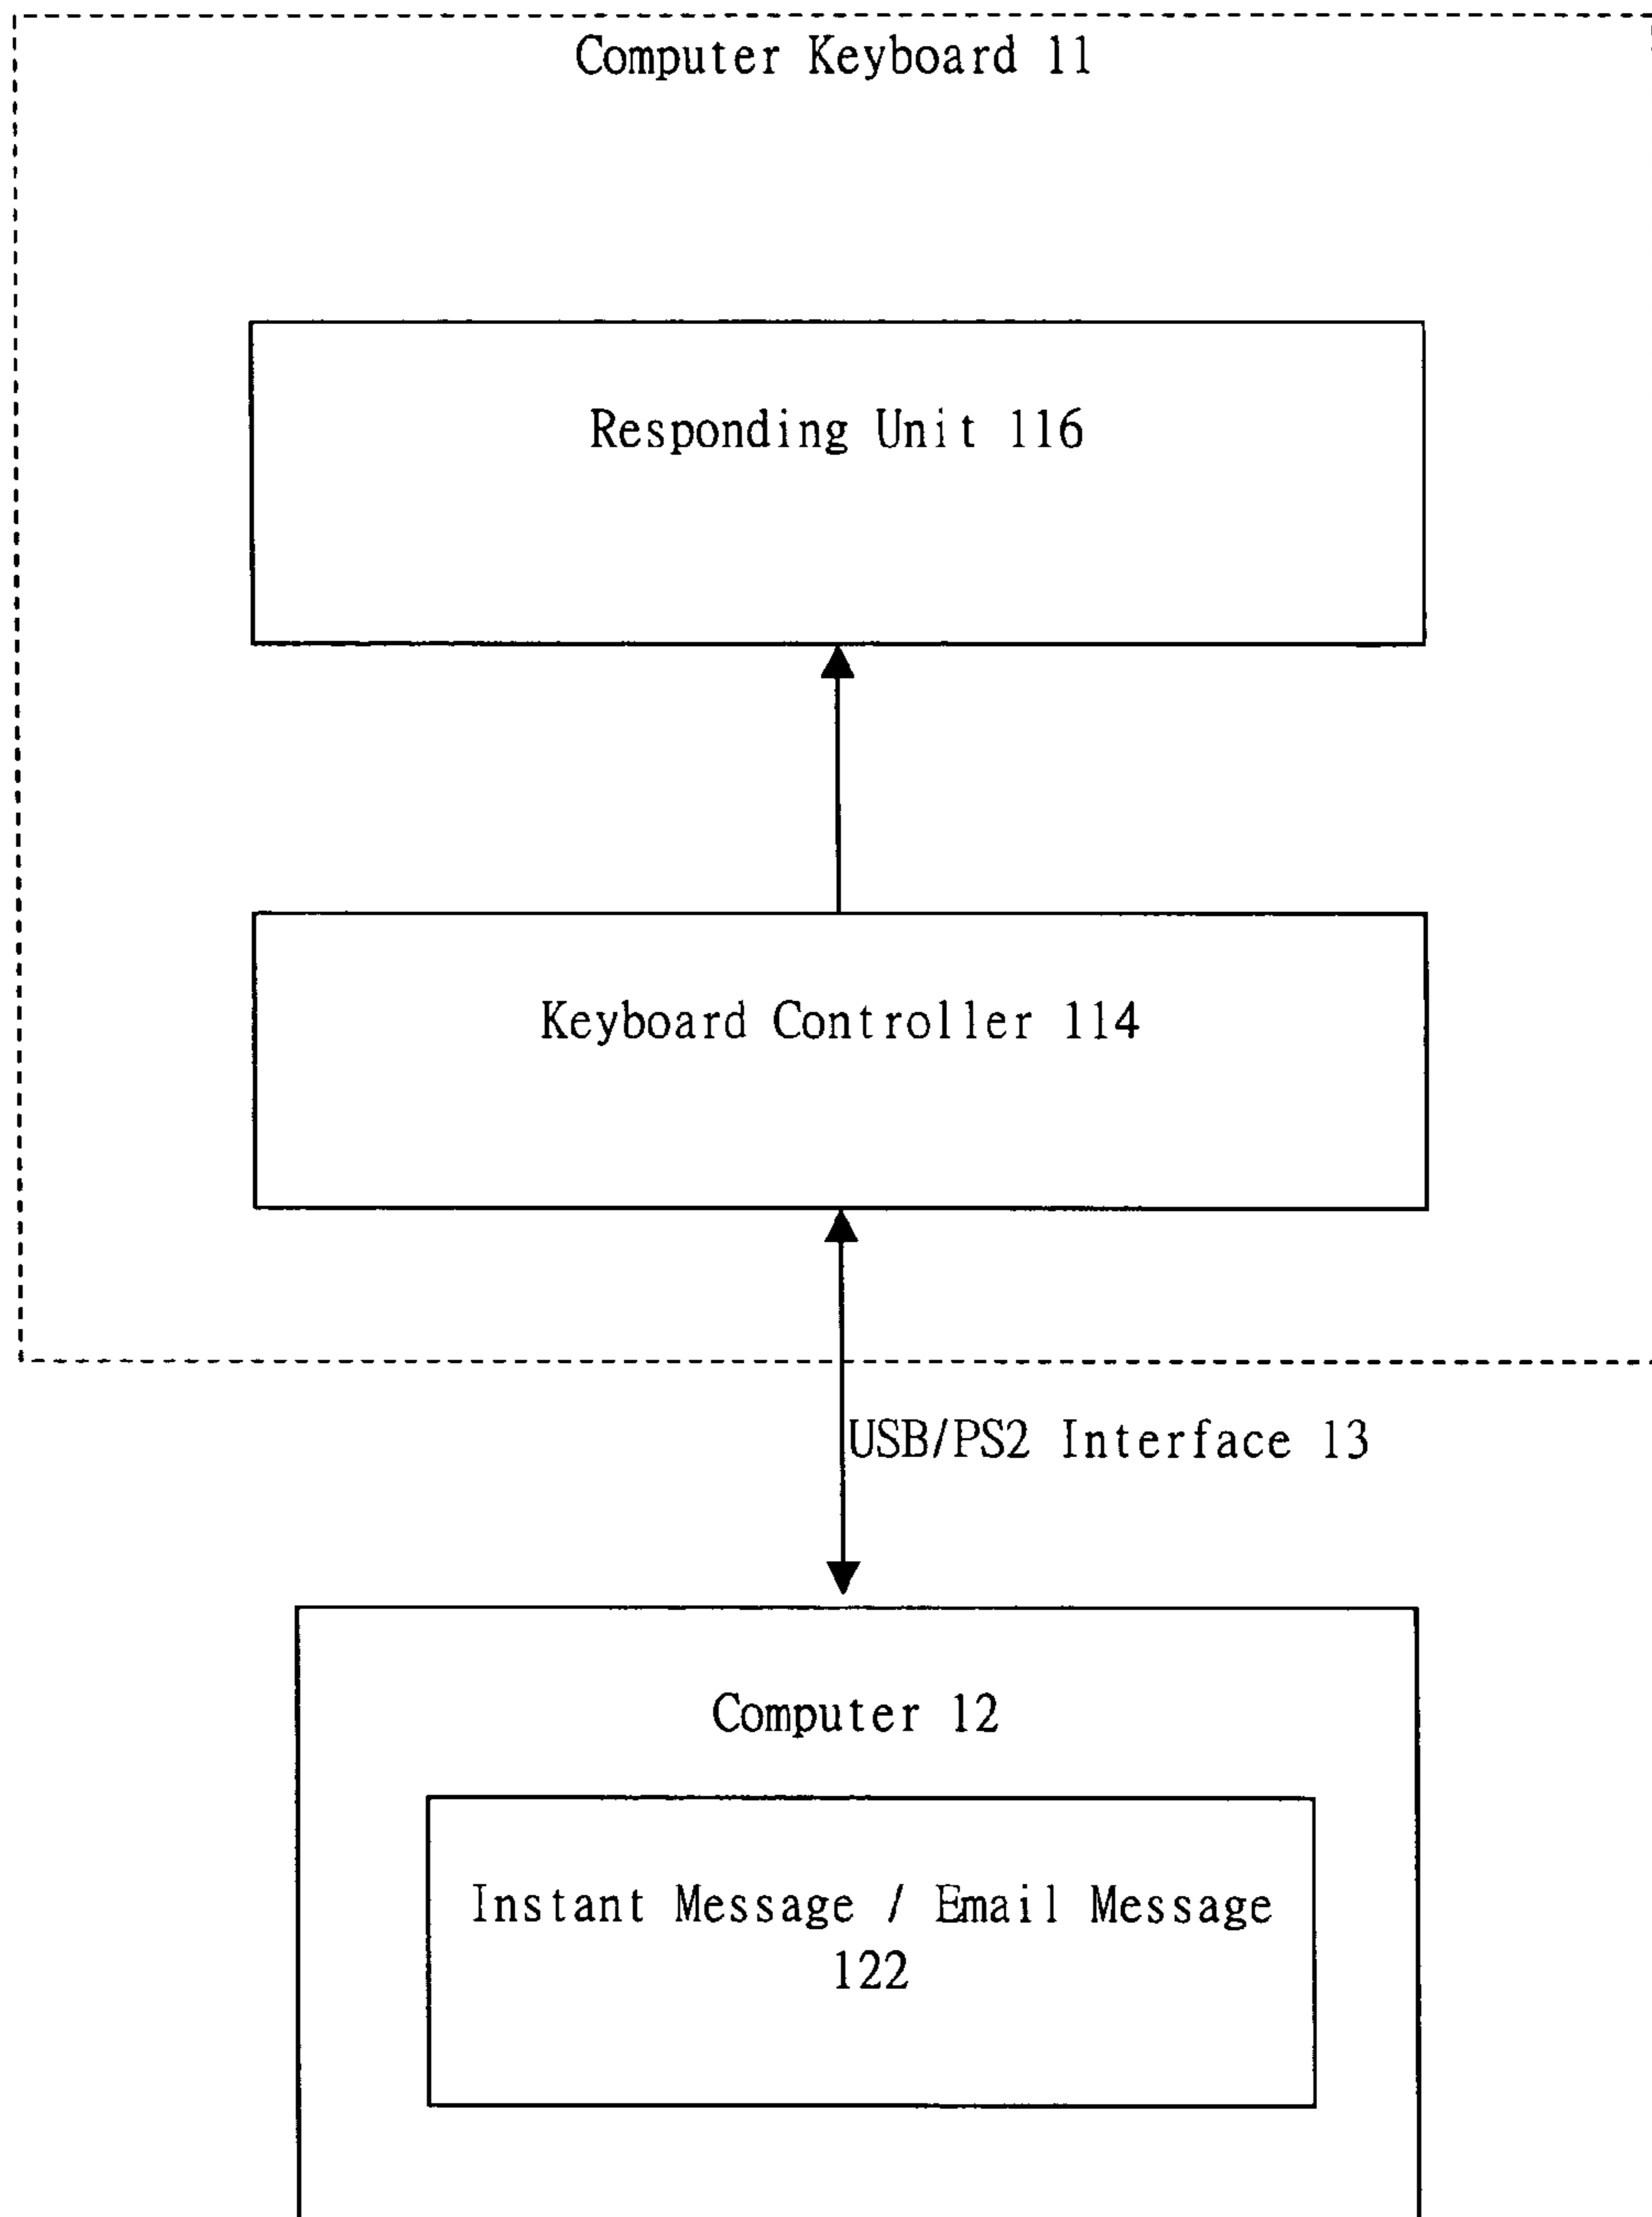 Computer Keyboard 11
Responding Unit 116
Keyboard Controller 114
USB/PS2 Interface 13
Computer 12
Instant Message / Email Message
122